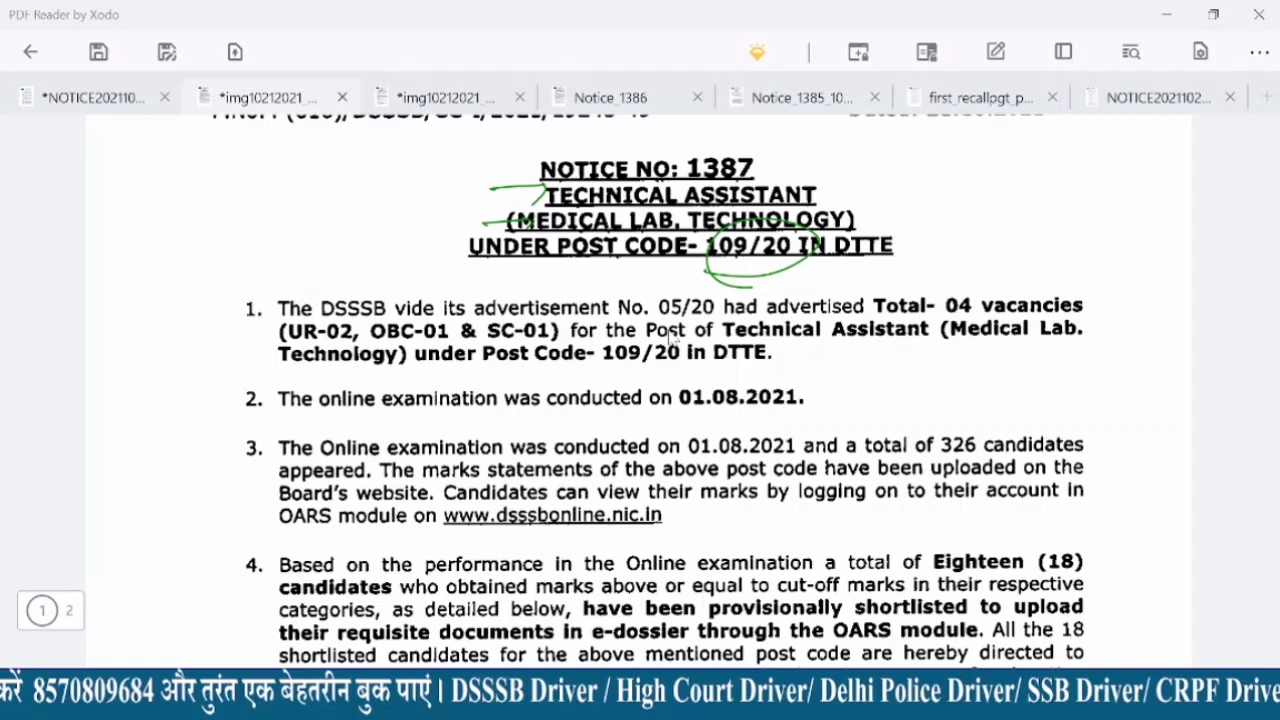 PDF Reader by Xodo
*NOTICE202110...
*img10212021_...
*img10212021_...
Notice_1386
Notice_1385_10...
first_recallpgt_p...
NOTICE2021102...
NOTICE NO: 1387
TECHNICAL ASSISTANT
(MEDICAL LAB. TECHNOLOGY)
UNDER POST CODE- 109/20 IN DTTE
1. The DSSSB vide its advertisement No. 05/20 had advertised Total- 04 vacancies
(UR-02, OBC-01 & SC-01) for the Post of Technical Assistant (Medical Lab.
Technology) under Post Code- 109/20 in DTTE.
2. The online examination was conducted on 01.08.2021.
3. The Online examination was conducted on 01.08.2021 and a total of 326 candidates
appeared. The marks statements of the above post code have been uploaded on the
Board's website. Candidates can view their marks by logging on to their account in
OARS module on www.dsssbonline.nic.in
4. Based on the performance in the Online examination a total of Eighteen (18)
candidates who obtained marks above or equal to cut-off marks in their respective
categories, as detailed below, have been provisionally shortlisted to upload
their requisite documents in e-dossier through the OARS module. All the 18
shortlisted candidates for the above mentioned post code are hereby directed to
1 2
करें 8570809684 और तुरंत एक बेहतरीन बुक पाएं। DSSSB Driver / High Court Driver/ Delhi Police Driver/ SSB Driver/ CRPF Drive